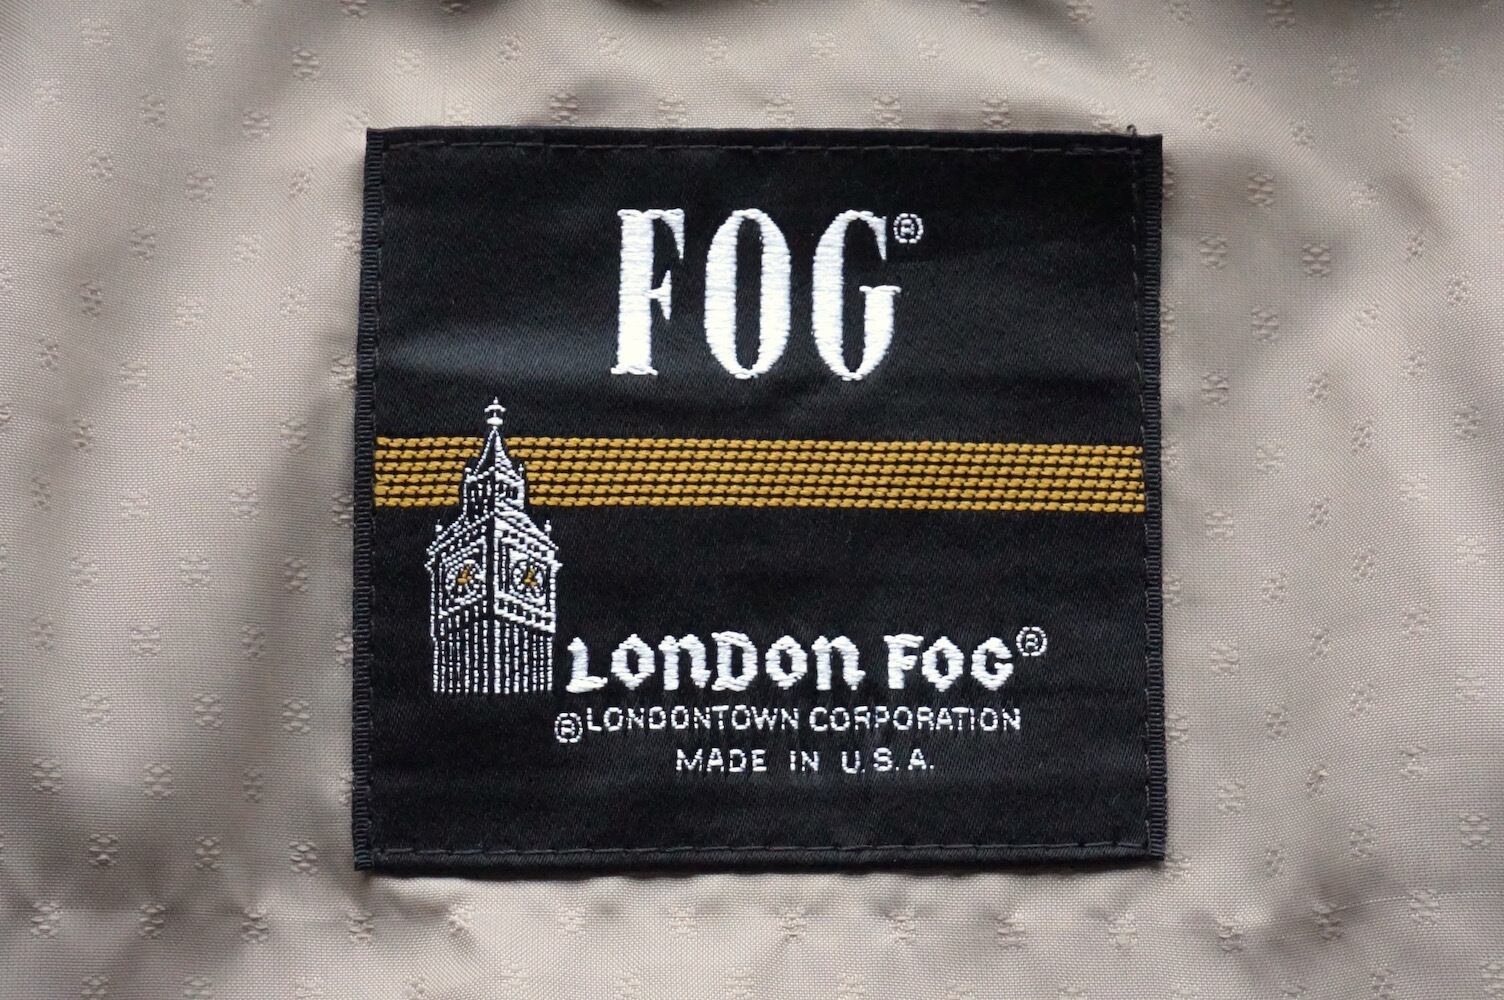 FOG®
LONDON FOG®
®LONDONTOWN CORPORATION
MADE IN U.S.A.